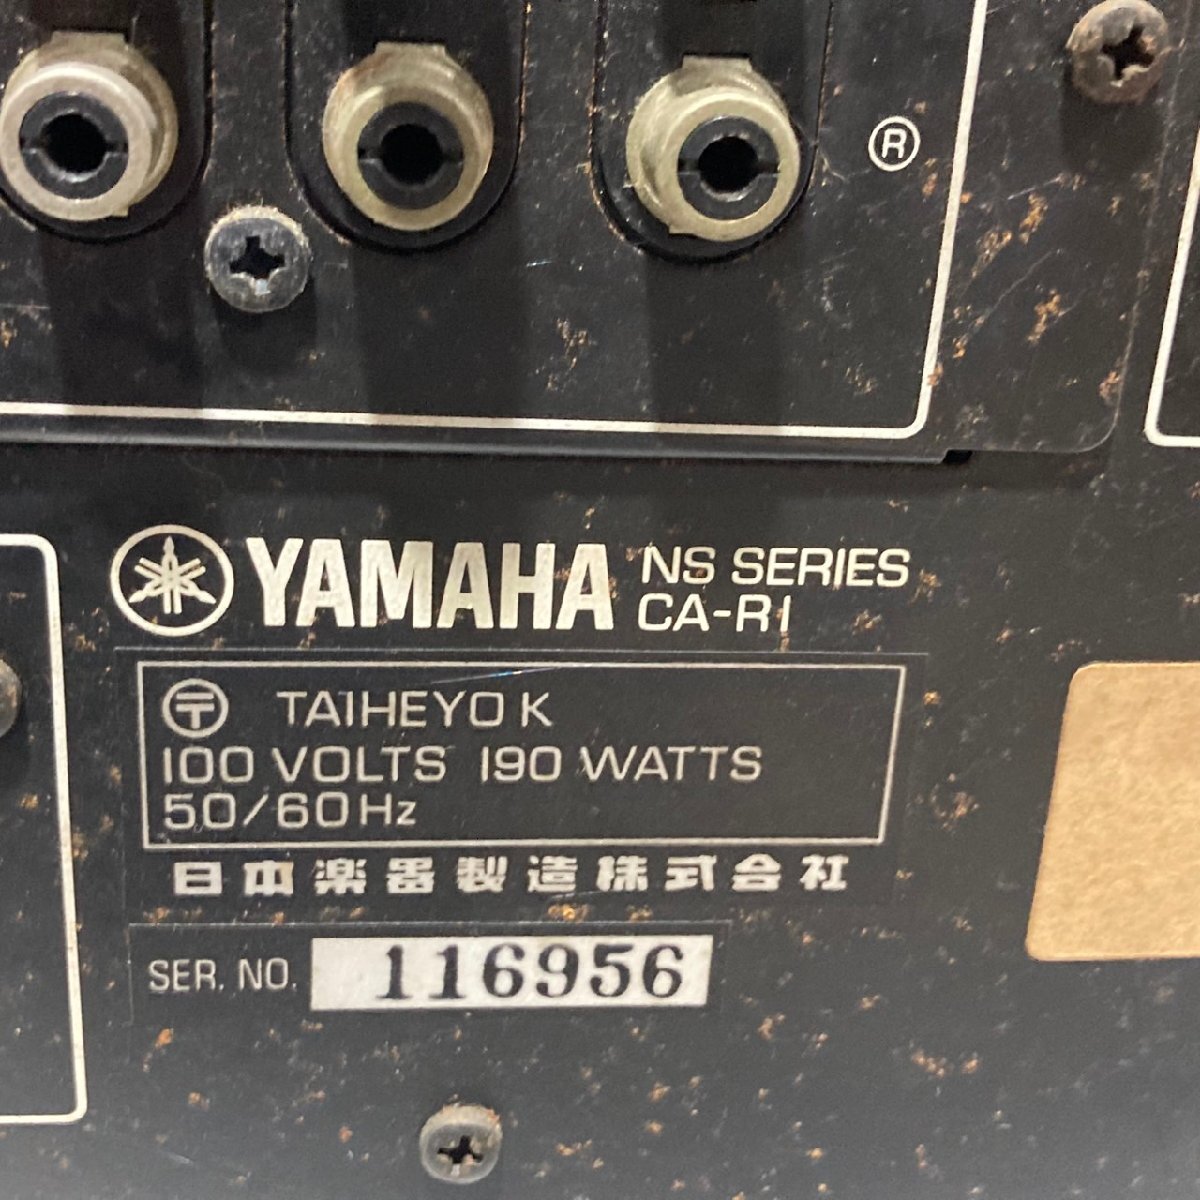 ®
YAMAHA NS SERIES
CA-R1
〶 TAIHEYO K
100 VOLTS 190 WATTS
50/60Hz
日本楽器製造株式会社
SER. NO. 116956